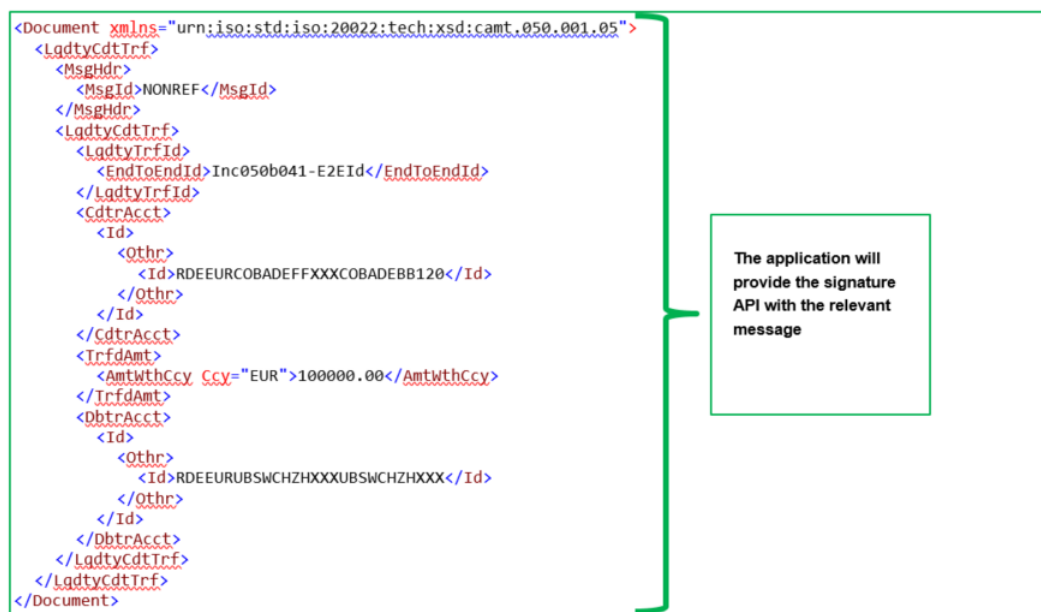 <Document xmlns="urn:iso:std:iso:20022:tech:xsd:camt.050.001.05">
<LqdtyCdtTrf>
<MsgHdr>
<MsgId>NONREF</MsgId>
</MsgHdr>
<LqdtyCdtTrf>
<LqdtyTrfId>
<EndToEndId>Inc050b041-E2EId</EndToEndId>
</LqdtyTrfId>
<CdtrAcct>
<Id>
<Othr>
<Id>RDEEURCOBADEFFXXXCOBADEBB120</Id>
</Othr>
</Id>
</CdtrAcct>
<TrfdAmt>
<AmtWthCcy Ccy="EUR">100000.00</AmtWthCcy>
</TrfdAmt>
<DbtrAcct>
<Id>
<Othr>
<Id>RDEEURUBSWCHZHXXXUBSWCHZHXXX</Id>
</Othr>
</Id>
</DbtrAcct>
</LqdtyCdtTrf>
</LqdtyCdtTrf>
</Document>
The application will
provide the signature
API with the relevant
message